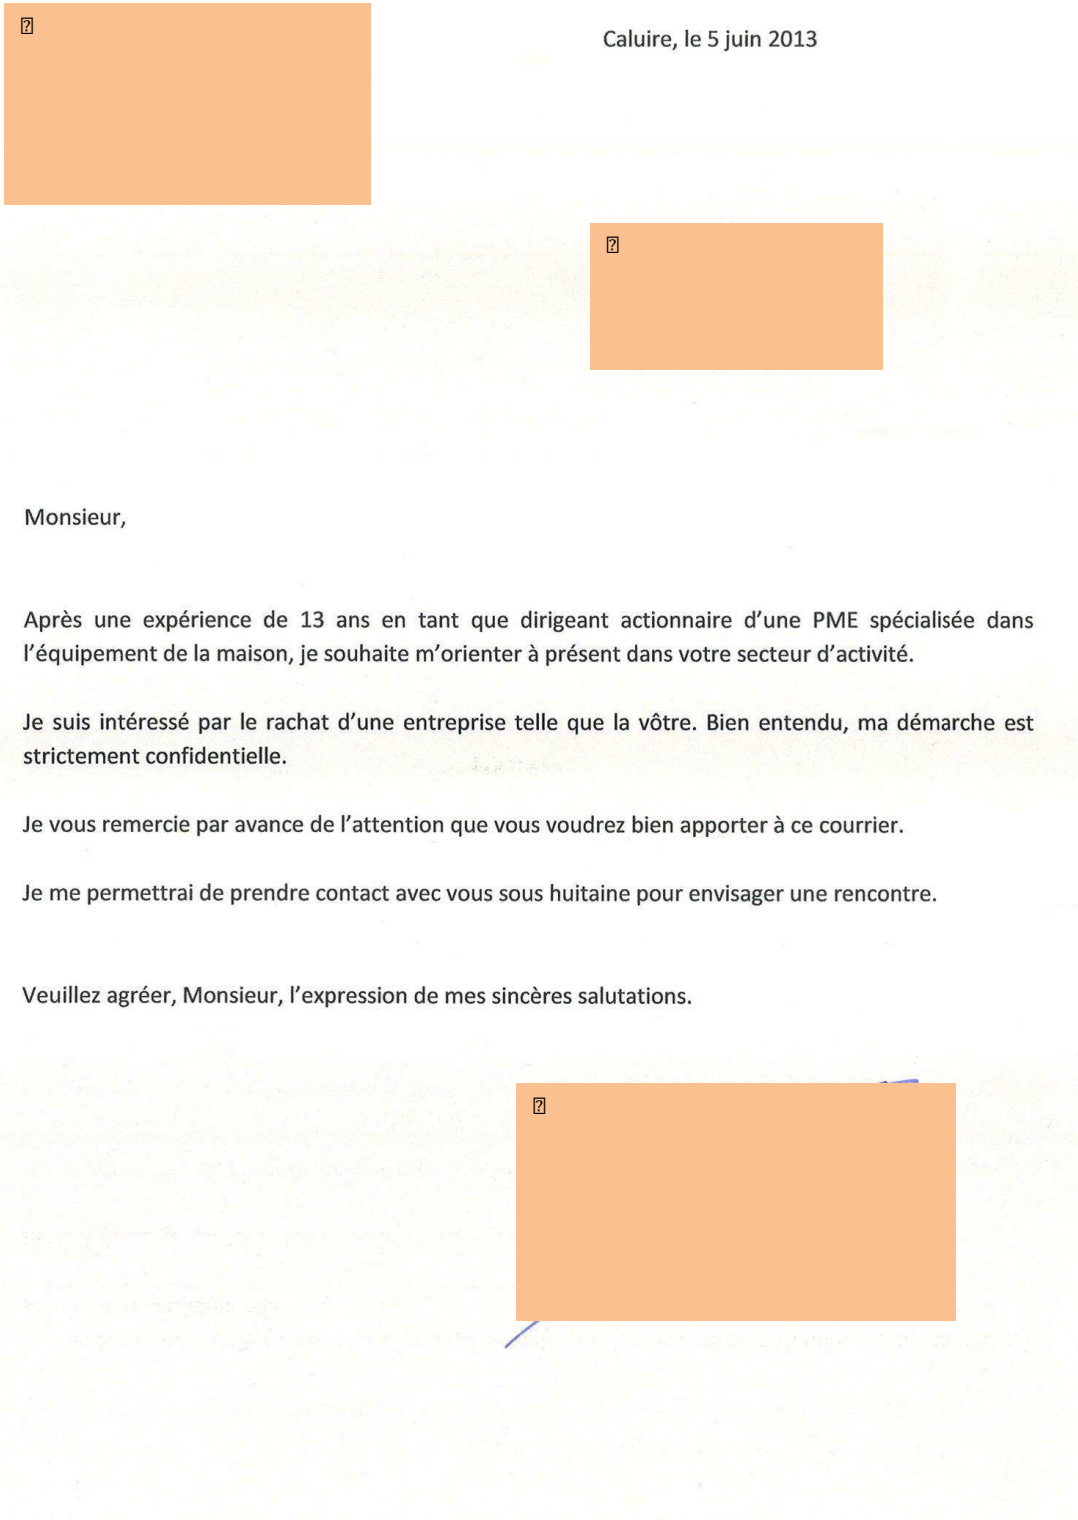 Caluire, le 5 juin 2013
Monsieur,
Après une expérience de 13 ans en tant que dirigeant actionnaire d'une PME spécialisée dans
l'équipement de la maison, je souhaite m'orienter à présent dans votre secteur d'activité.
Je suis intéressé par le rachat d'une entreprise telle que la vôtre. Bien entendu, ma démarche est
strictement confidentielle.
Je vous remercie par avance de l'attention que vous voudrez bien apporter à ce courrier.
Je me permettrai de prendre contact avec vous sous huitaine pour envisager une rencontre.
Veuillez agréer, Monsieur, l'expression de mes sincères salutations.